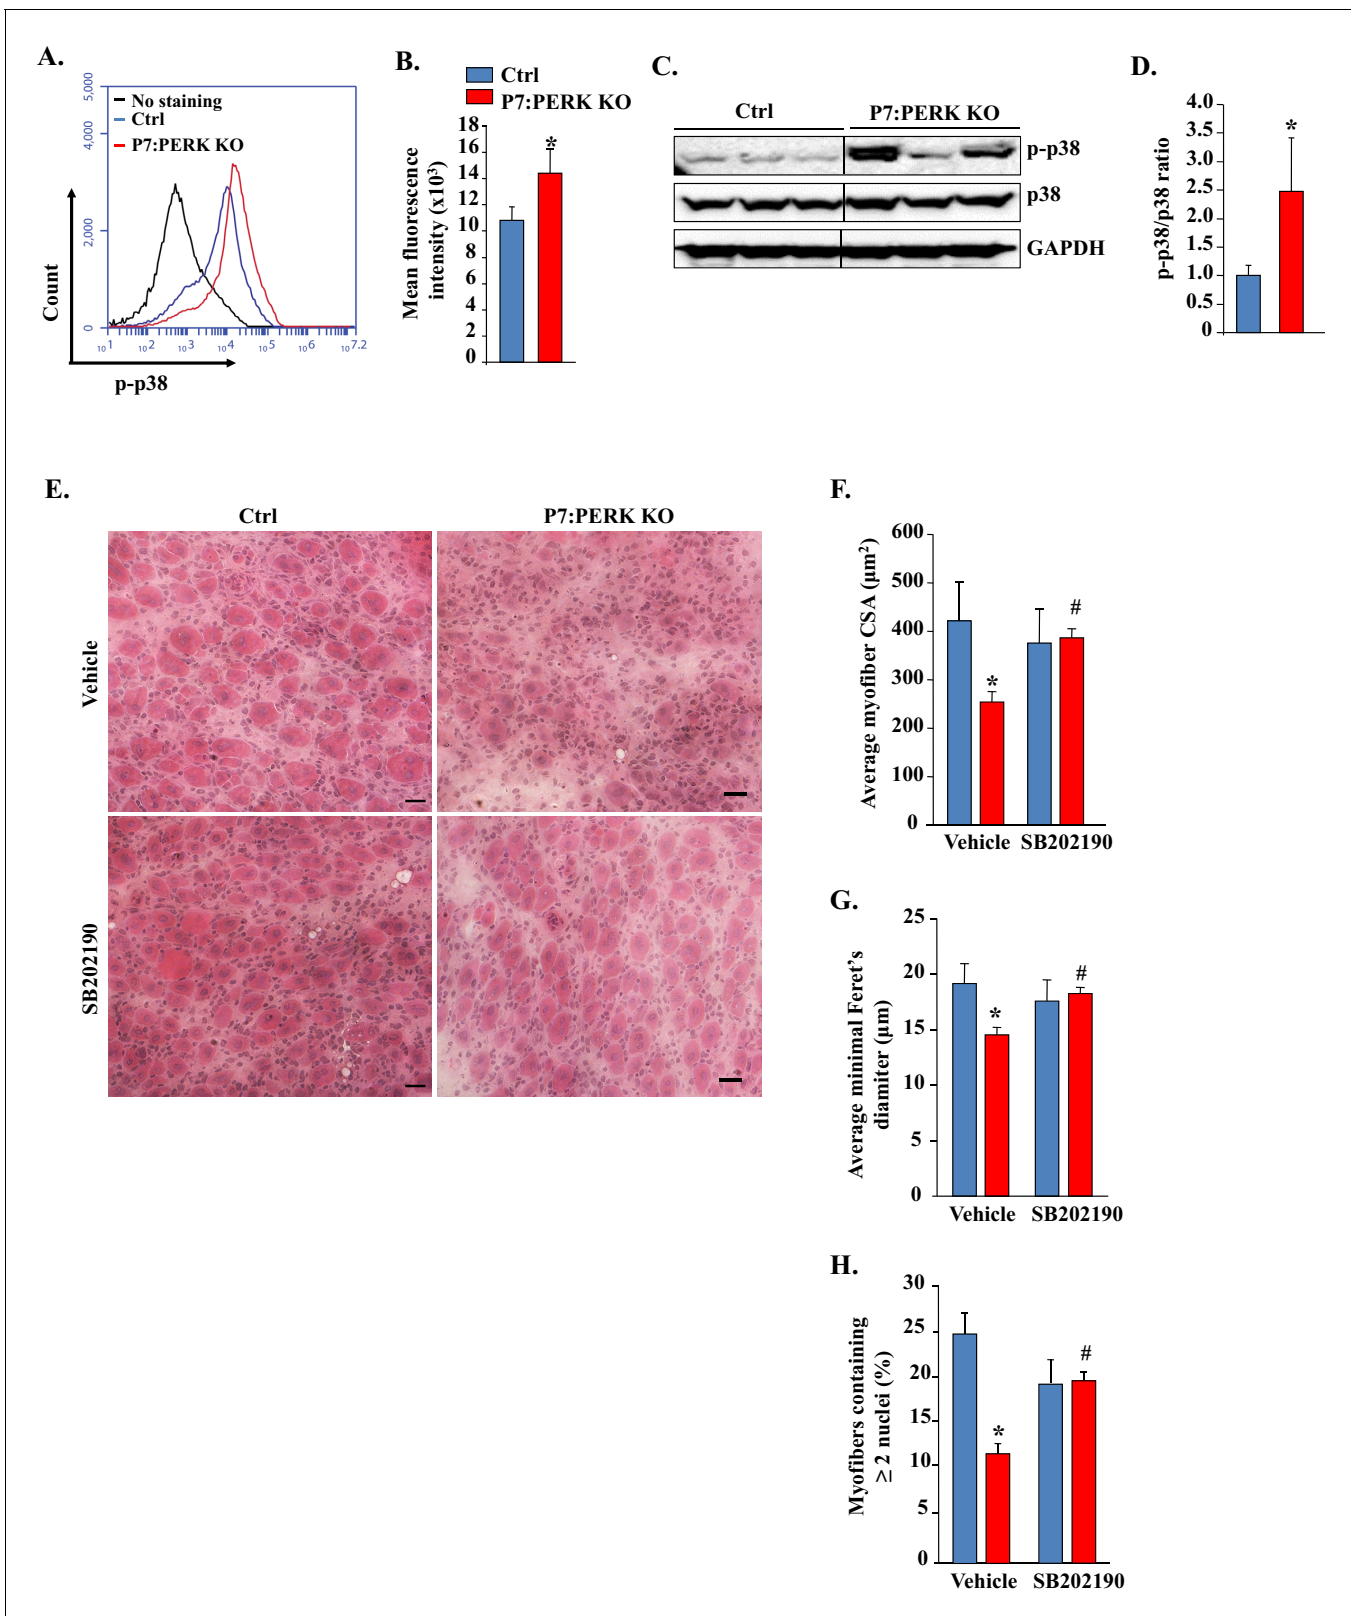 A.
5,000
4,000
2,000
0
No staining
Ctrl
P7:PERK KO
Count
10 1
10 2
10 3
10 4
10 5
10 6
10 7.2
p-p38
B.
Ctrl
P7:PERK KO
Mean fluorescence
intensity (x10³)
18
16
14
12
10
8
6
4
2
0
*
C.
Ctrl
P7:PERK KO
p-p38
p38
GAPDH
D.
p-p38/p38 ratio
4.0
3.5
3.0
2.5
2.0
1.5
1.0
0.5
0
*
E.
Ctrl
P7:PERK KO
Vehicle
SB202190
F.
Average myofiber CSA (µm²)
600
500
400
300
200
100
0
*
#
Vehicle
SB202190
G.
Average minimal Feret's
diamiter (µm)
25
20
15
10
5
0
*
#
Vehicle
SB202190
H.
Myofibers containing
≥ 2 nuclei (%)
30
25
20
15
10
5
0
*
#
Vehicle
SB202190